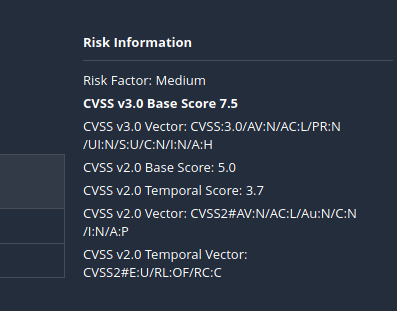 Risk Information
Risk Factor: Medium
CVSS v3.0 Base Score 7.5
CVSS v3.0 Vector: CVSS:3.0/AV:N/AC:L/PR:N
/UI:N/S:U/C:N/I:N/A:H
CVSS v2.0 Base Score: 5.0
CVSS v2.0 Temporal Score: 3.7
CVSS v2.0 Vector: CVSS2#AV:N/AC:L/Au:N/C:N
/I:N/A:P
CVSS v2.0 Temporal Vector:
CVSS2#E:U/RL:OF/RC:C